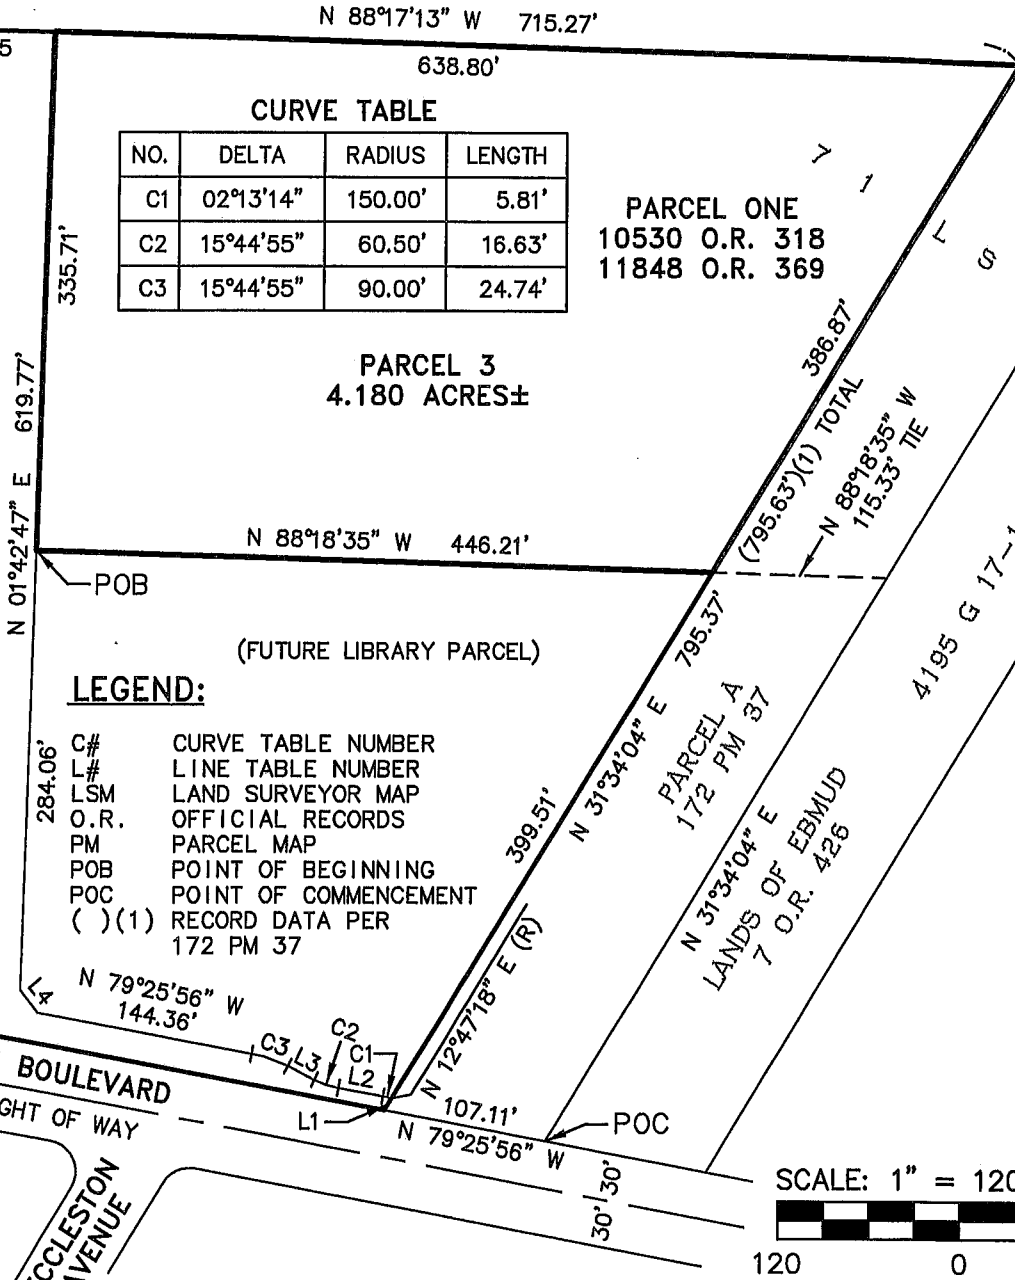 N 88°17'13" W 715.27'
5
638.80'
CURVE TABLE
NO. DELTA RADIUS LENGTH
C1 02°13'14" 150.00' 5.81'
C2 15°44'55" 60.50' 16.63'
C3 15°44'55" 90.00' 24.74'
PARCEL ONE
10530 O.R. 318
11848 O.R. 369
71 LS
335.71'
N 01°42'47" E 619.77'
PARCEL 3
4.180 ACRES±
386.87'
(795.63')(1) TOTAL
N 88°18'35" W
115.33' TIE
N 88°18'35" W 446.21'
POB
(FUTURE LIBRARY PARCEL)
LEGEND:
C# CURVE TABLE NUMBER
L# LINE TABLE NUMBER
LSM LAND SURVEYOR MAP
O.R. OFFICIAL RECORDS
PM PARCEL MAP
POB POINT OF BEGINNING
POC POINT OF COMMENCEMENT
( )(1) RECORD DATA PER
172 PM 37
284.06'
399.51'
N 31°34'04" E 795.37'
PARCEL A
172 PM 37
N 31°34'04" E
LANDS OF EBMUD
7 O.R. 426
4195 G 17-1
L4
N 79°25'56" W
144.36'
C3
L3
C2
C1
L2
L1
N 12°47'18" E (R)
107.11'
N 79°25'56" W
POC
BOULEVARD
GHT OF WAY
CCLESTON
AVENUE
30' 30'
SCALE: 1" = 120
120 0